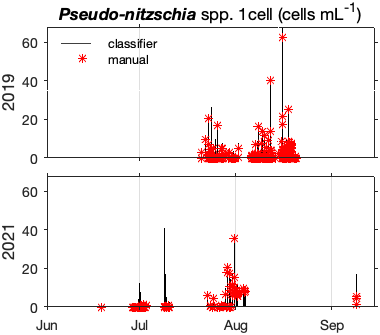 Pseudo-nitzschia spp. 1cell (cells mL-1)
classifier
manual
60
40
20
0
2019
60
40
20
0
2021
Jun Jul Aug Sep